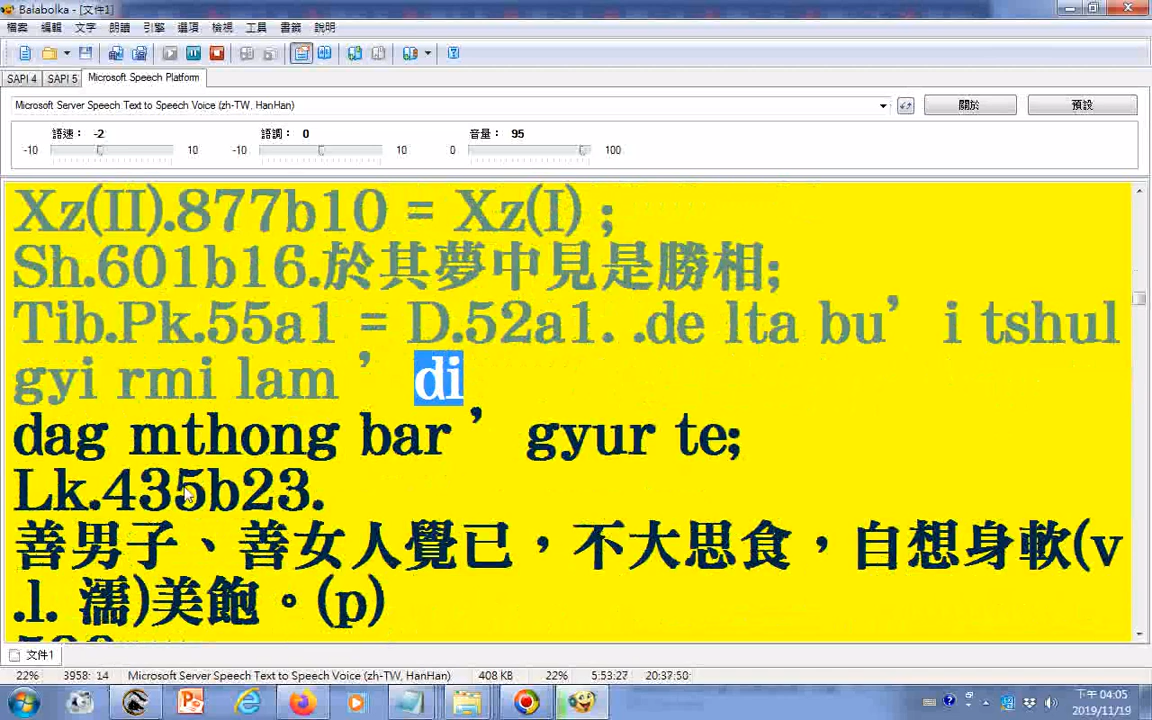 Balabolka - [文件1]
檔案 編輯 文字 朗讀 引擎 選項 檢視 工具 書籤 說明
SAPI 4 SAPI 5 Microsoft Speech Platform
Microsoft Server Speech Text to Speech Voice (zh-TW, HanHan) 關於 預設
語速： -2 語調： 0 音量： 95
-10 10 -10 10 0 100
Xz(II).877b10 = Xz(I) ;
Sh.601b16.於其夢中見是勝相;
Tib.Pk.55a1 = D.52a1. .de lta bu’ i tshul
gyi rmi lam ’ di
dag mthong bar’ gyur te;
Lk.435b23.
善男子、善女人覺已，不大思食，自想身軟(v
.l. 濡)美飽。(p)
文件1
22% 3958: 14 Microsoft Server Speech Text to Speech Voice (zh-TW, HanHan) 408 KB 22% 5:53:27 20:37:50
下午 04:05
2019/11/19